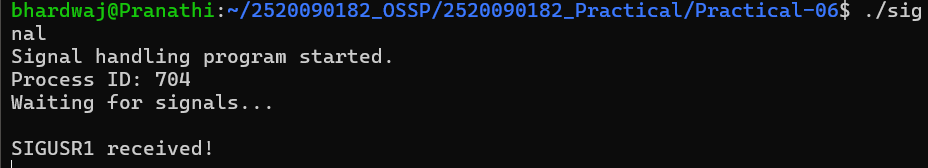 bhardwaj@Pranathi:~/2520090182_OSSP/2520090182_Practical/Practical-06$ ./sig
nal
Signal handling program started.
Process ID: 704
Waiting for signals...
SIGUSR1 received!